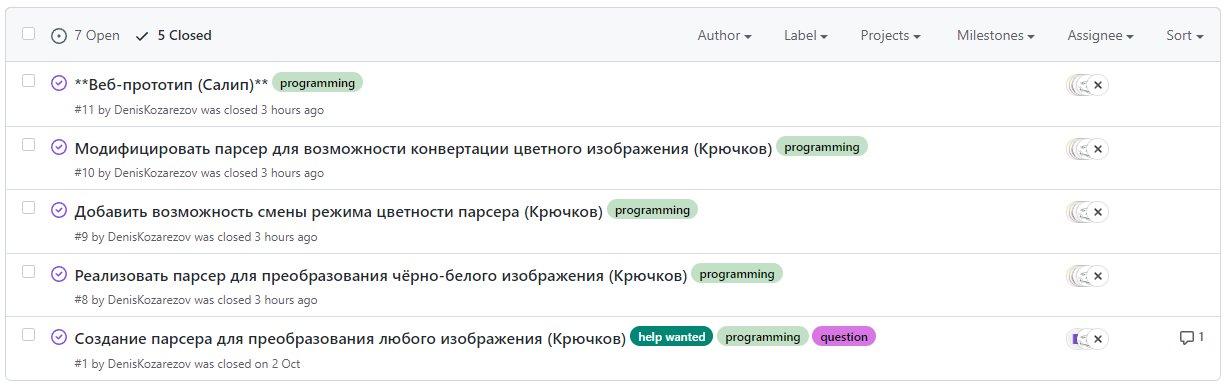 7 Open 5 Closed Author Label Projects Milestones Assignee Sort
**Веб-прототип (Салип)** programming
#11 by DenisKozarezov was closed 3 hours ago
Модифицировать парсер для возможности конвертации цветного изображения (Крючков) programming
#10 by DenisKozarezov was closed 3 hours ago
Добавить возможность смены режима цветности парсера (Крючков) programming
#9 by DenisKozarezov was closed 3 hours ago
Реализовать парсер для преобразования чёрно-белого изображения (Крючков) programming
#8 by DenisKozarezov was closed 3 hours ago
Создание парсера для преобразования любого изображения (Крючков) help wanted programming question 1
#1 by DenisKozarezov was closed on 2 Oct